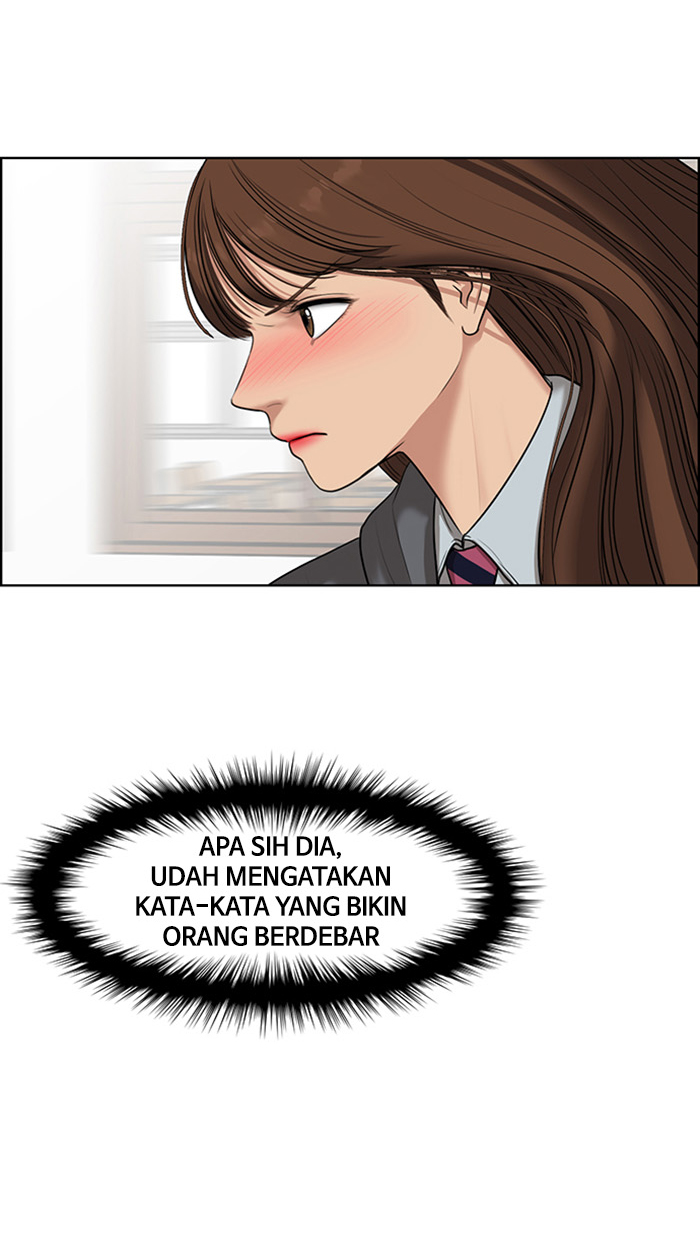 APA SIH DIA,
UDAH MENGATAKAN
KATA-KATA YANG BIKIN
ORANG BERDEBAR